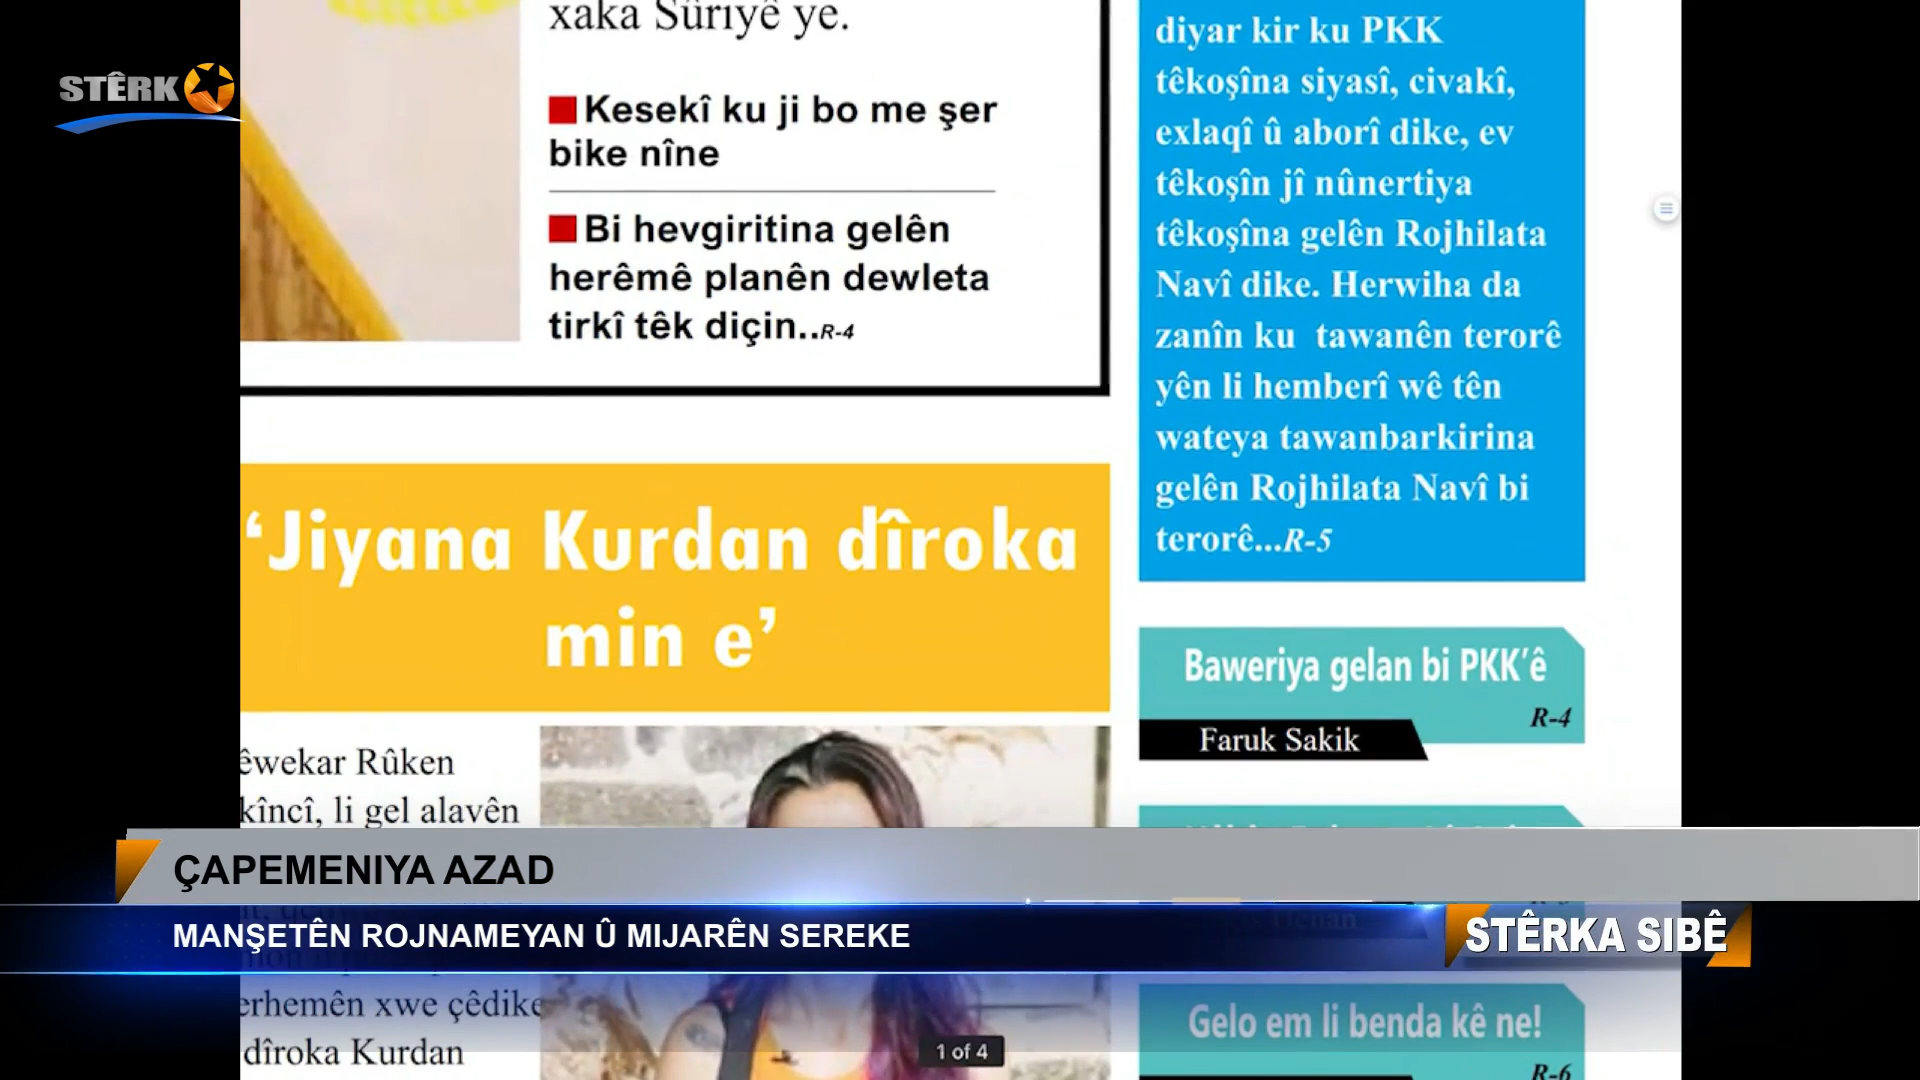 xaka Sûriyê ye.
Kesekî ku ji bo me şer
bike nîne
Bi hevgiritina gelên
herêmê planên dewleta
tirkî têk diçin..R-4
diyar kir ku PKK
têkoşîna siyasî, civakî,
exlaqî û aborî dike, ev
têkoşîn jî nûnertiya
têkoşîna gelên Rojhilata
Navî dike. Herwiha da
zanîn ku tawanên terorê
yên li hemberî wê tên
wateya tawanbarkirina
gelên Rojhilata Navî bi
terorê...R-5
STÊRK
‘Jiyana Kurdan dîroka
min e’
êwekar Rûken
kîncî, li gel alavên
erhemên xwe çêdike
dîroka Kurdan
Baweriya gelan bi PKK’ê
R-4
Faruk Sakik
Gelo em li benda kê ne!
R-6
1 of 4
ÇAPEMENIYA AZAD
MANŞETÊN ROJNAMEYAN Û MIJARÊN SEREKE
STÊRKA SIBÊ